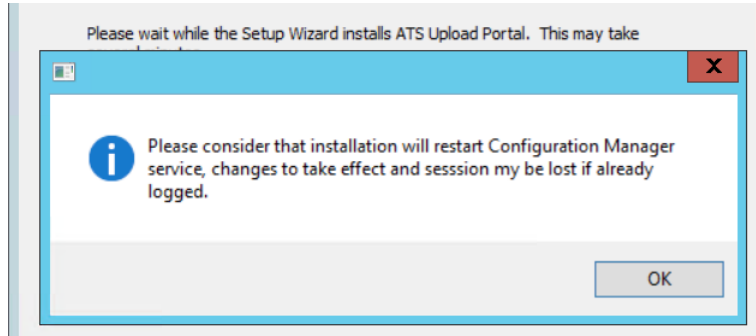 Please wait while the Setup Wizard installs ATS Upload Portal. This may take
Please consider that installation will restart Configuration Manager
service, changes to take effect and sesssion my be lost if already
logged.
OK